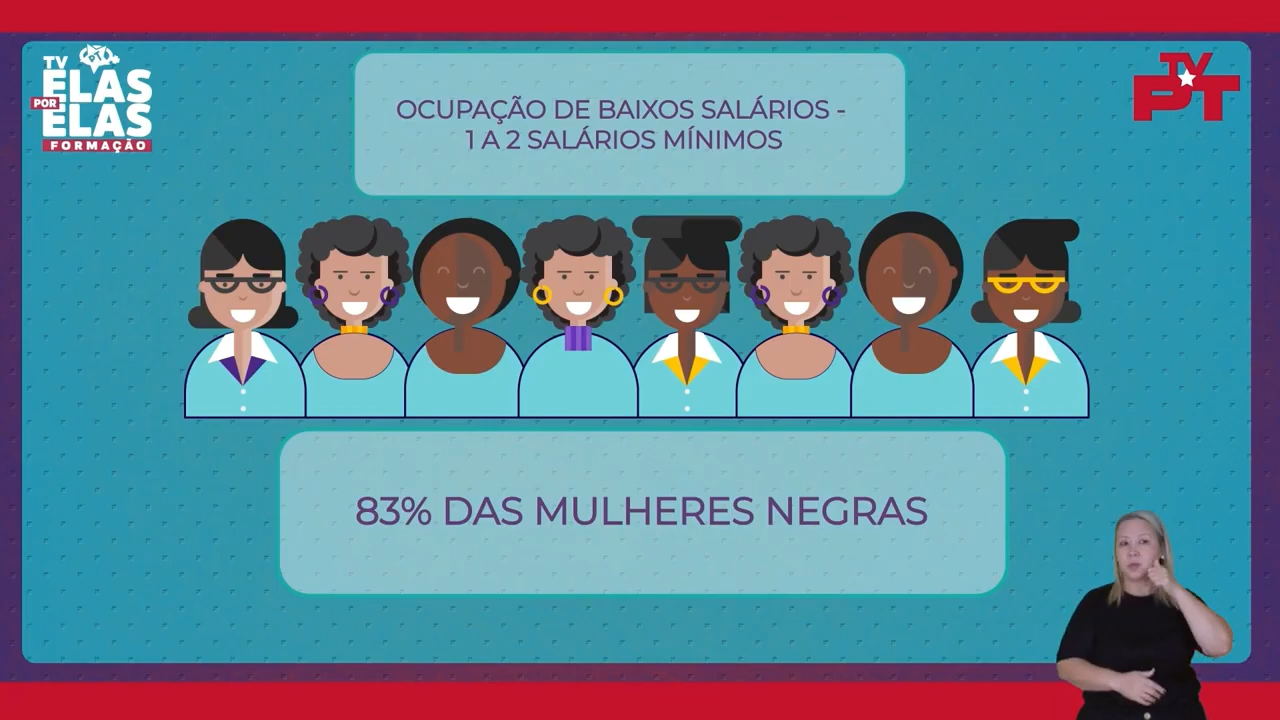 TV
ELAS
POR
ELAS
FORMAÇÃO
OCUPAÇÃO DE BAIXOS SALÁRIOS -
1 A 2 SALÁRIOS MÍNIMOS
TV
PT
83% DAS MULHERES NEGRAS